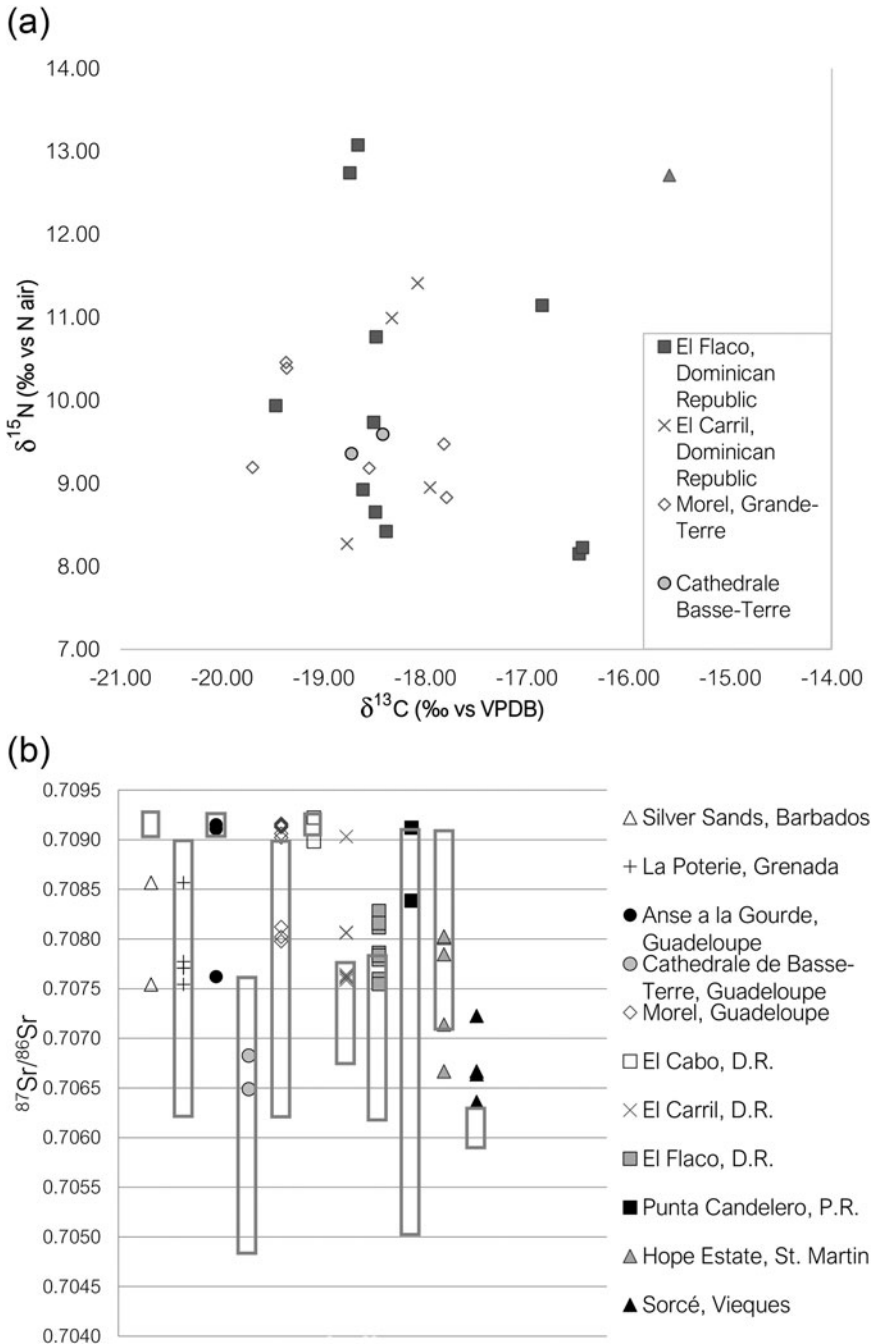 (a)
14.00
13.00
12.00
11.00
10.00
9.00
8.00
7.00
δ15N (‰ vs N air)
-21.00 -20.00 -19.00 -18.00 -17.00 -16.00 -15.00 -14.00
δ13C (‰ vs VPDB)
El Flaco,
Dominican
Republic
El Carril,
Dominican
Republic
Morel, Grande-
Terre
Cathedrale
Basse-Terre
(b)
0.7095
0.7090
0.7085
0.7080
0.7075
0.7070
0.7065
0.7060
0.7055
0.7050
0.7045
0.7040
87Sr/86Sr
Silver Sands, Barbados
La Poterie, Grenada
Anse a la Gourde,
Guadeloupe
Cathedrale de Basse-
Terre, Guadeloupe
Morel, Guadeloupe
El Cabo, D.R.
El Carril, D.R.
El Flaco, D.R.
Punta Candelero, P.R.
Hope Estate, St. Martin
Sorcé, Vieques